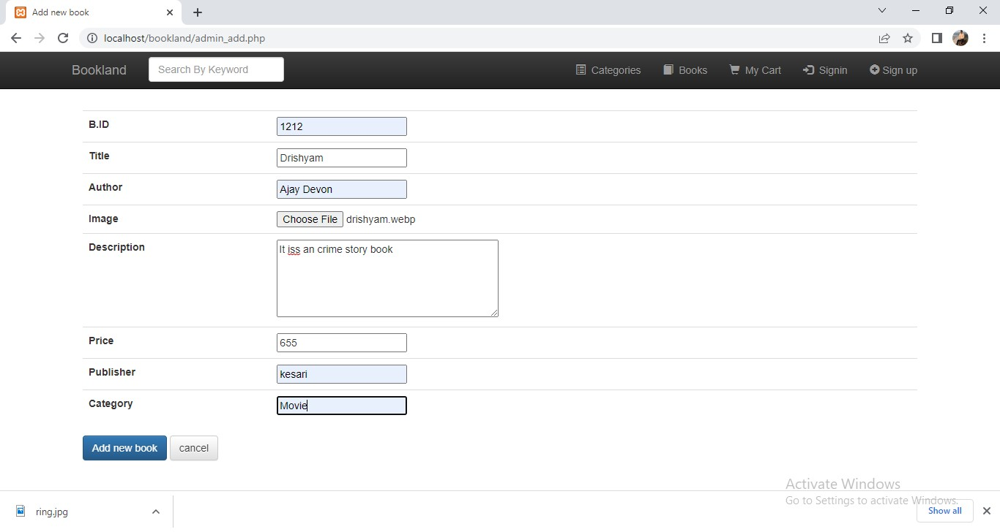 Add new book
localhost/bookland/admin_add.php
Bookland Search By Keyword Categories Books My Cart Signin Sign up
B.ID 1212
Title Drishyam
Author Ajay Devon
Image Choose File drishyam.webp
Description It iss an crime story book
Price 655
Publisher kesari
Category Movie
Add new book cancel
Activate Windows
Go to Settings to activate Windows.
ring.jpg Show all